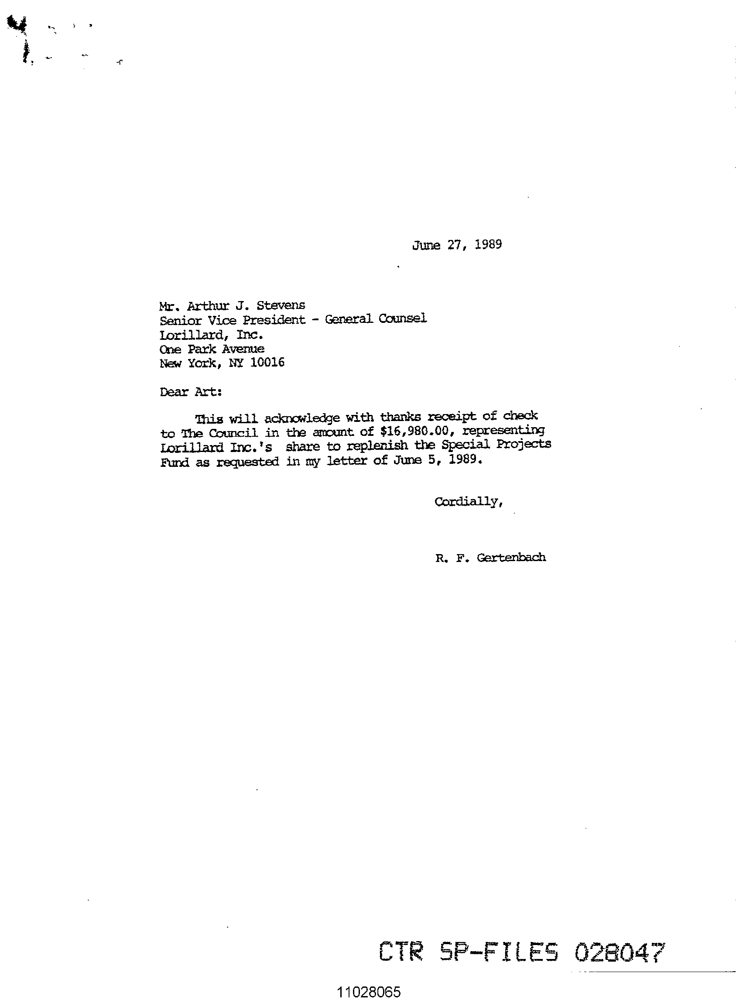 June 27, 1989
Mr. Arthur J. Stevens
Senior Vice President - General Counsel
Lorillard, Inc.
One Park Avenue
New York, NY 10016
Dear Art:
This will acknowledge with thanks receipt of check
to The Council in the amount of $16,980.00, representing
Lorillard Inc.'s share to replenish the Special Projects
Fund as requested in my letter of June 5, 1989.
Cordially,
R. F. Gertenbach
CTR SP-FILES 028047
11028065